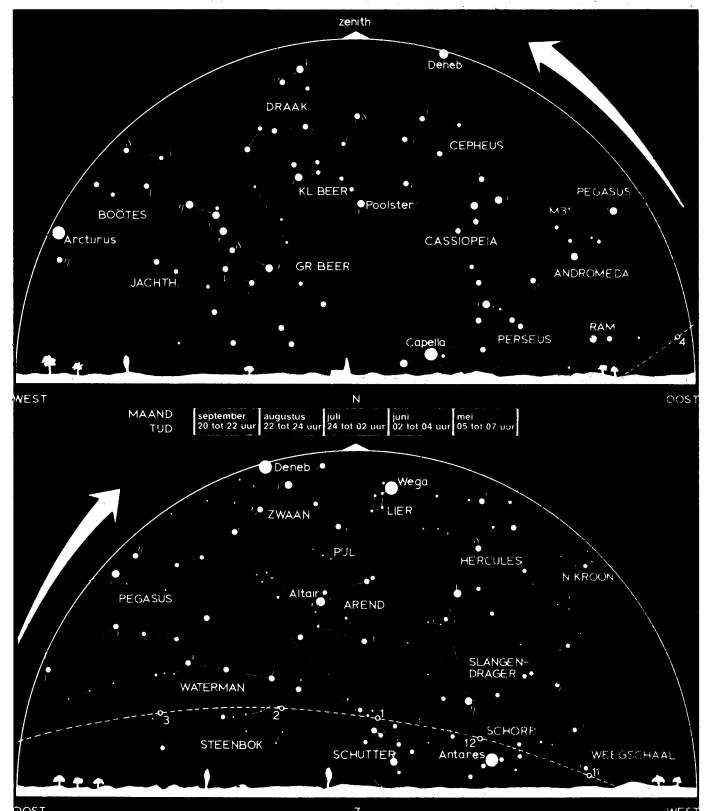 zenith
Deneb
DRAAK
CEPHEUS
KL.BEER
PEGASUS
Poolster
M31
BOÖTES
Arcturus
CASSIOPEIA
GR.BEER
ANDROMEDA
JACHTH.
RAM
PERSEUS
4
Capella
WEST N OOST
MAAND september augustus juli juni mei
TIJD 20 tot 22 uur 22 tot 24 uur 24 tot 02 uur 02 tot 04 uur 05 tot 07 uur
Deneb
Wega
ZWAAN
LIER
PIJL
HERCULES
N.KROON
PEGASUS
Altair
AREND
SLANGEN-
DRAGER
WATERMAN
3
2
1
12
SCHORP.
STEENBOK
SCHUTTER
Antares
WEEGSCHAAL
11
OOST Z WEST